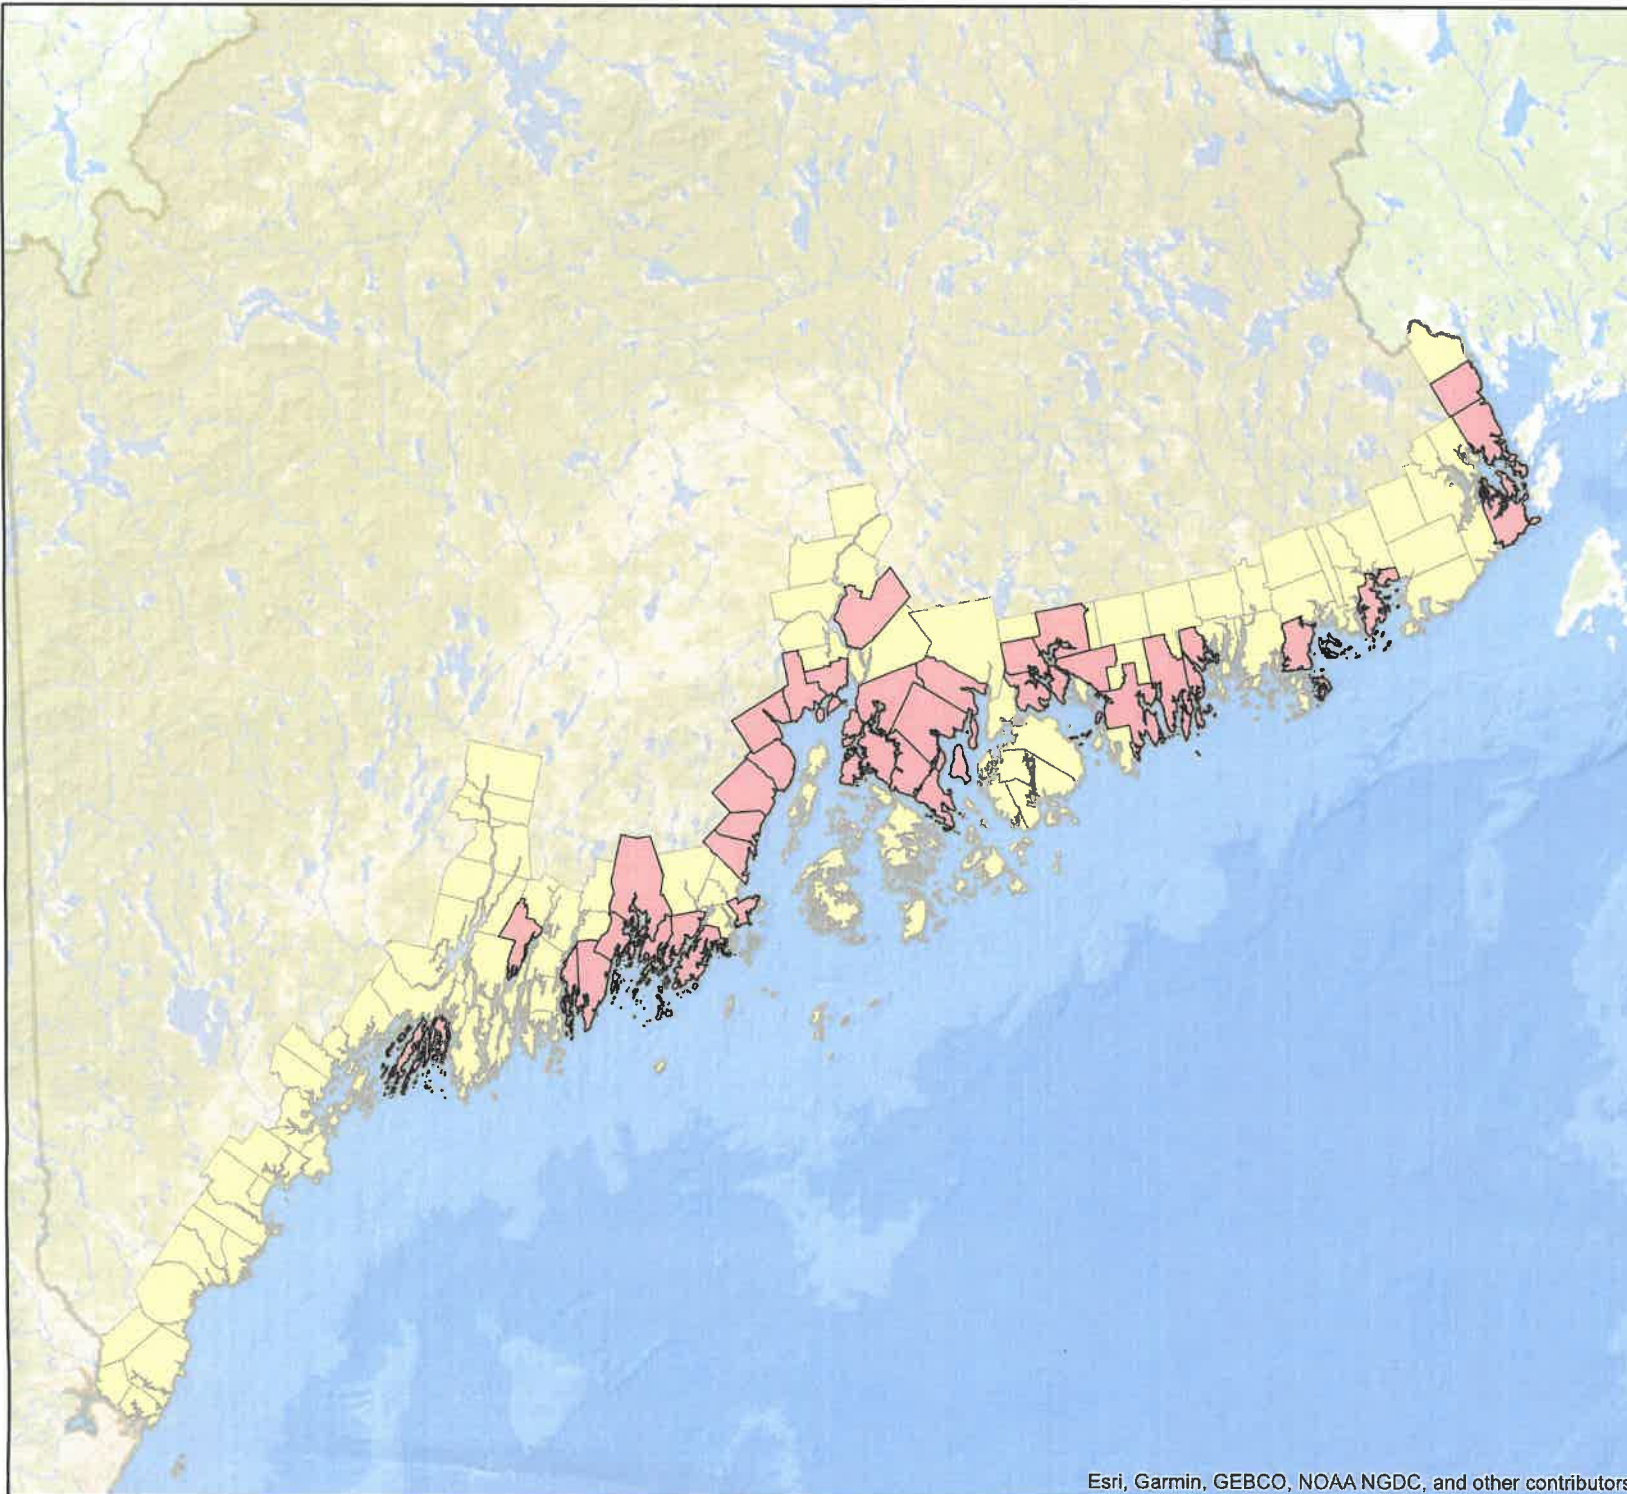 Esri, Garmin, GEBCO, NOAA NGDC, and other contributors